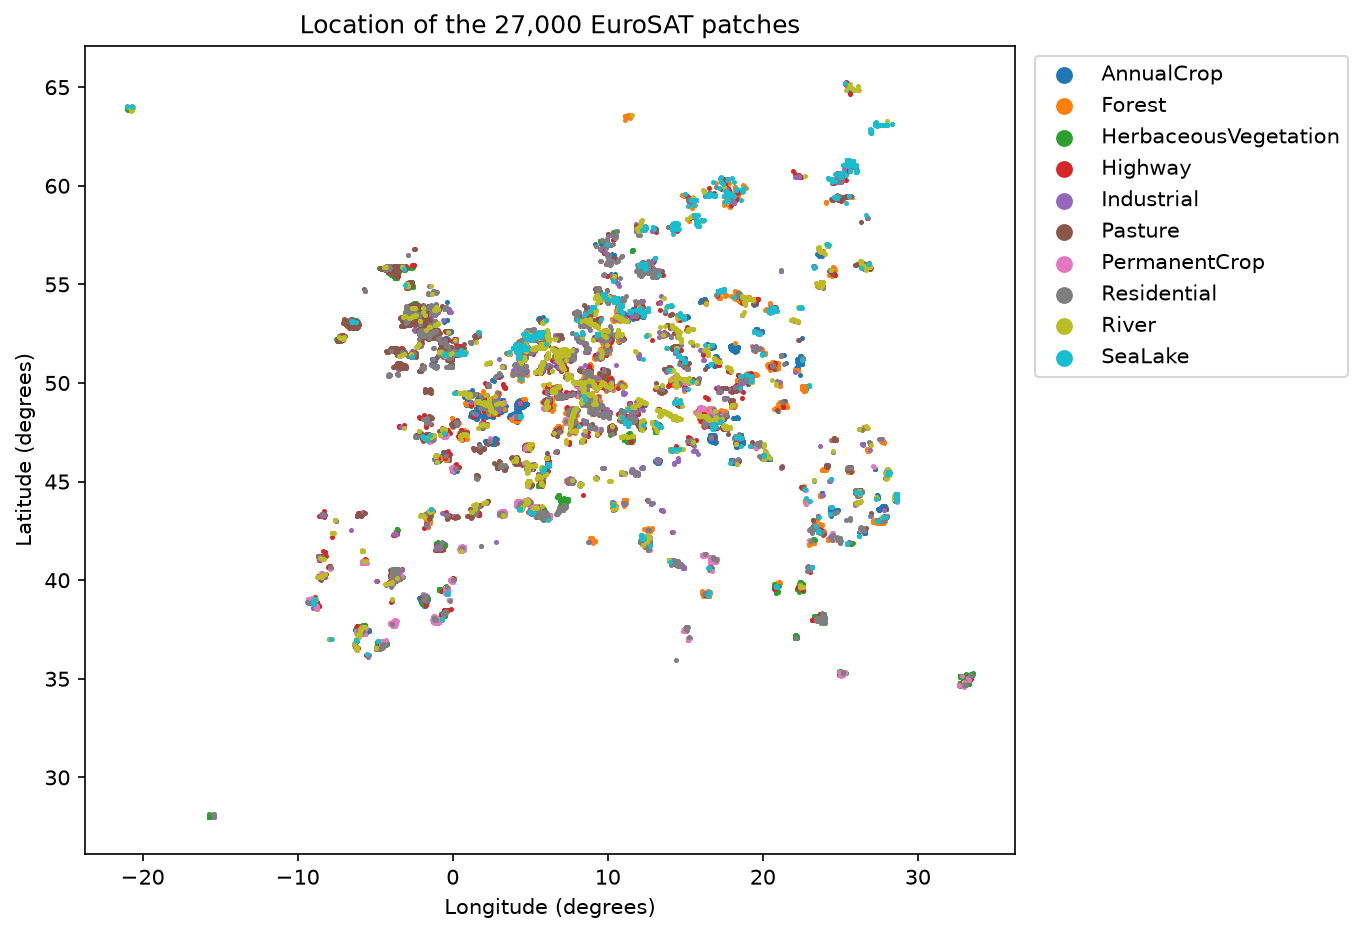 Location of the 27,000 EuroSAT patches
65
60
55
50
45
40
35
30
Latitude (degrees)
−20
−10
0
10
20
30
Longitude (degrees)
AnnualCrop
Forest
HerbaceousVegetation
Highway
Industrial
Pasture
PermanentCrop
Residential
River
SeaLake